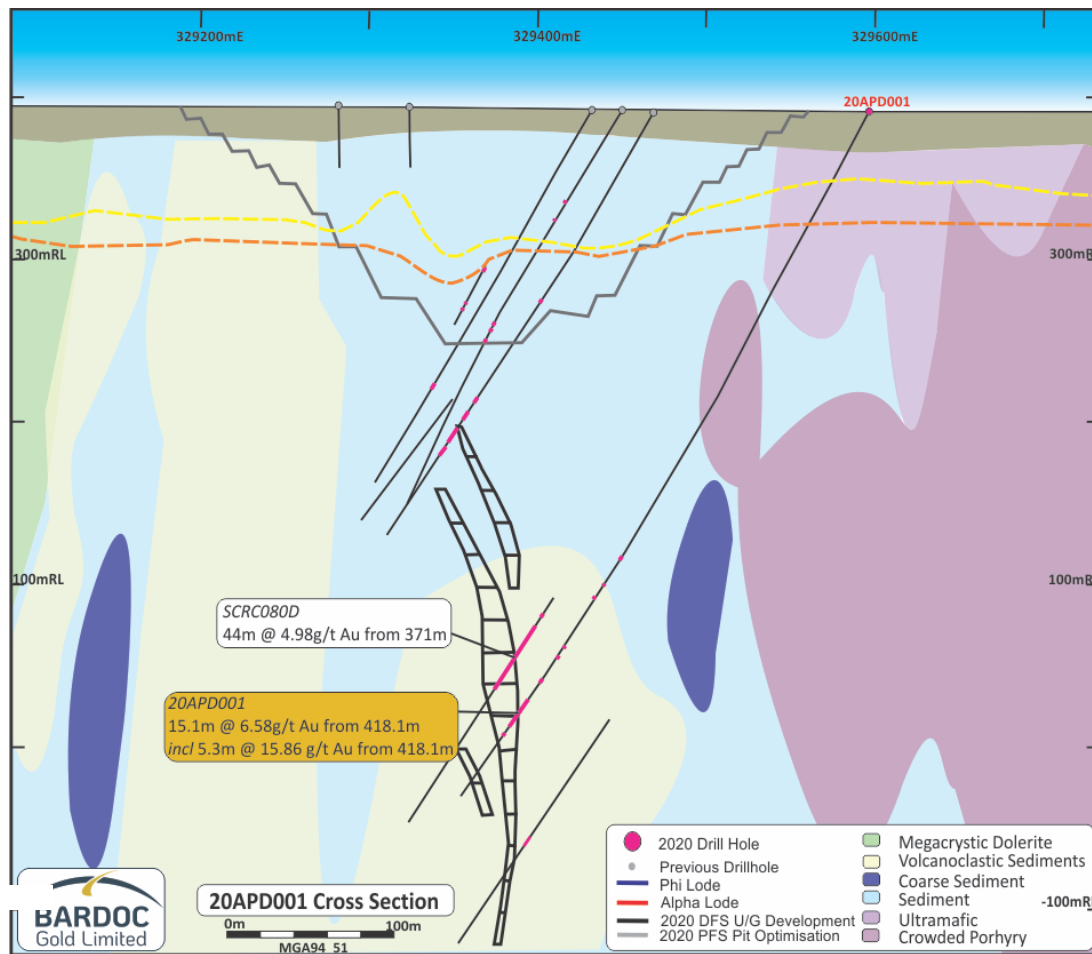 329200mE
329400mE
329600mE
20APD001
300mRL
300mR
100mRL
100mR
SCRC080D
44m @ 4.98g/t Au from 371m
20APD001
15.1m @ 6.58g/t Au from 418.1m
incl 5.3m @ 15.86 g/t Au from 418.1m
2020 Drill Hole
Previous Drillhole
Phi Lode
Alpha Lode
2020 DFS U/G Development
2020 PFS Pit Optimisation
Megacrystic Dolerite
Volcanoclastic Sediments
Coarse Sediment
Sediment
Ultramafic
Crowded Porhyry
-100mRL
BARDOC
Gold Limited
20APD001 Cross Section
0m 100m
MGA94_51